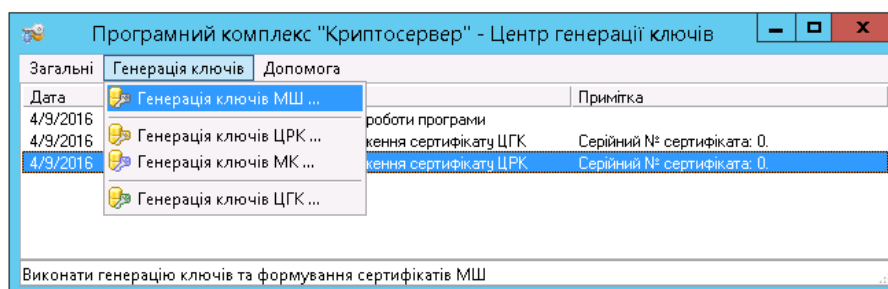 Програмний комплекс "Криптосервер" - Центр генерації ключів
Загальні Генерація ключів Допомога
Дата Примітка
Генерація ключів МШ ...
4/9/2016 роботи програми
Генерація ключів ЦРК ...
4/9/2016 ження сертифікату ЦГК Серійний № сертифіката: 0.
Генерація ключів МК ...
4/9/2016 ження сертифікату ЦРК Серійний № сертифіката: 0.
Генерація ключів ЦГК ...
Виконати генерацію ключів та формування сертифікатів МШ